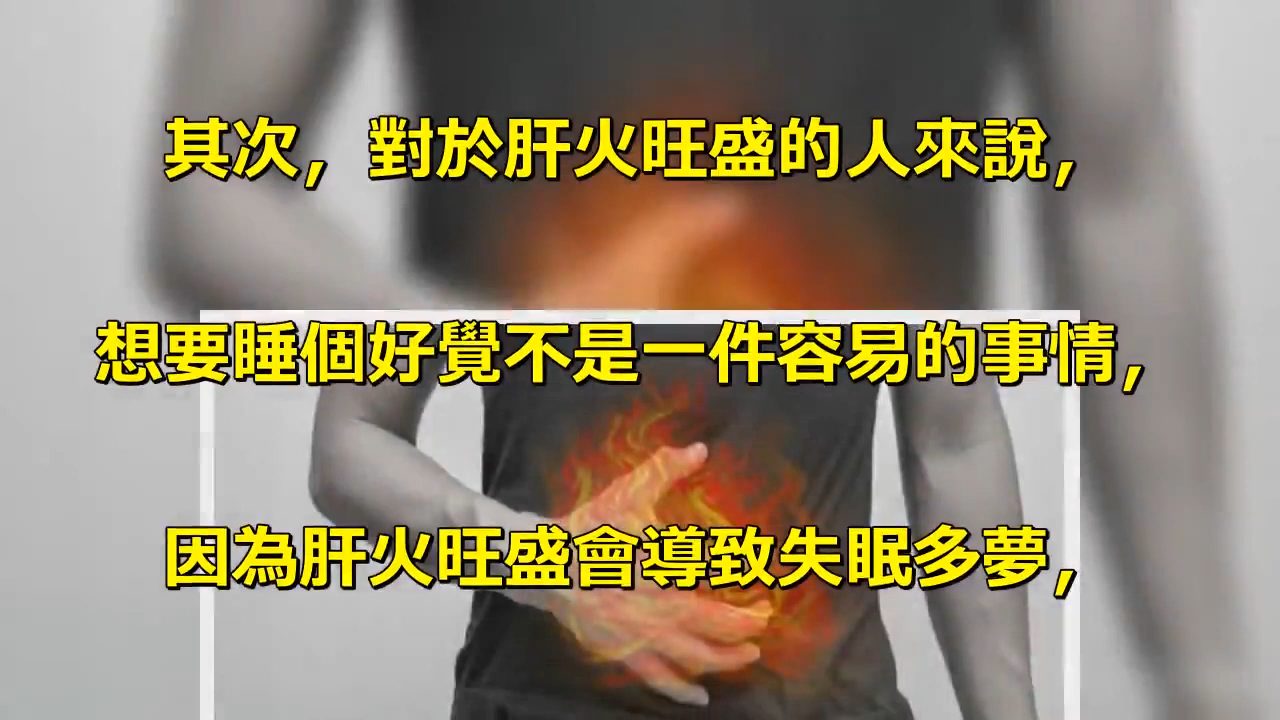 其次，對於肝火旺盛的人來說，
想要睡個好覺不是一件容易的事情，
因為肝火旺盛會導致失眠多夢，